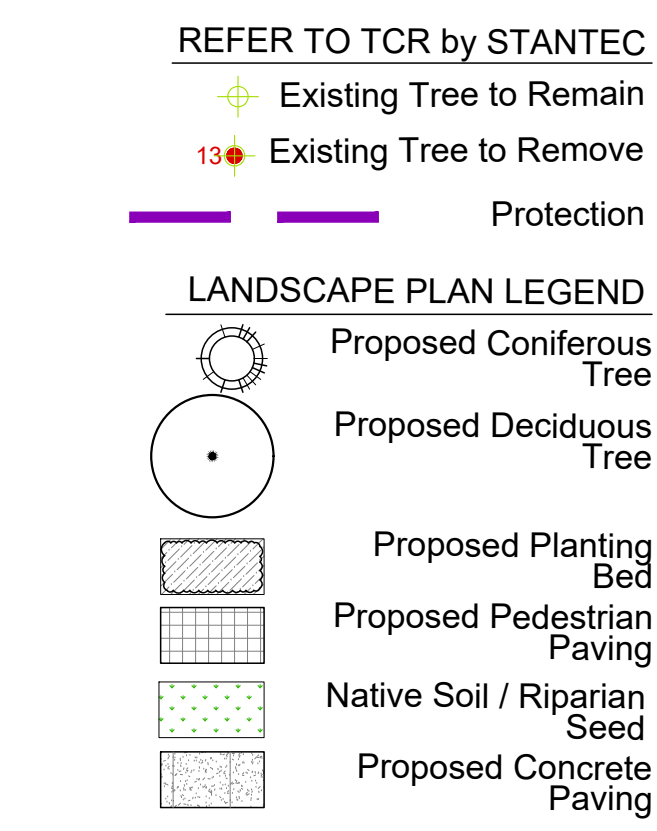 REFER TO TCR by STANTEC
Existing Tree to Remain
13 Existing Tree to Remove
Protection
LANDSCAPE PLAN LEGEND
Proposed Coniferous
Tree
Proposed Deciduous
Tree
Proposed Planting
Bed
Proposed Pedestrian
Paving
Native Soil / Riparian
Seed
Proposed Concrete
Paving